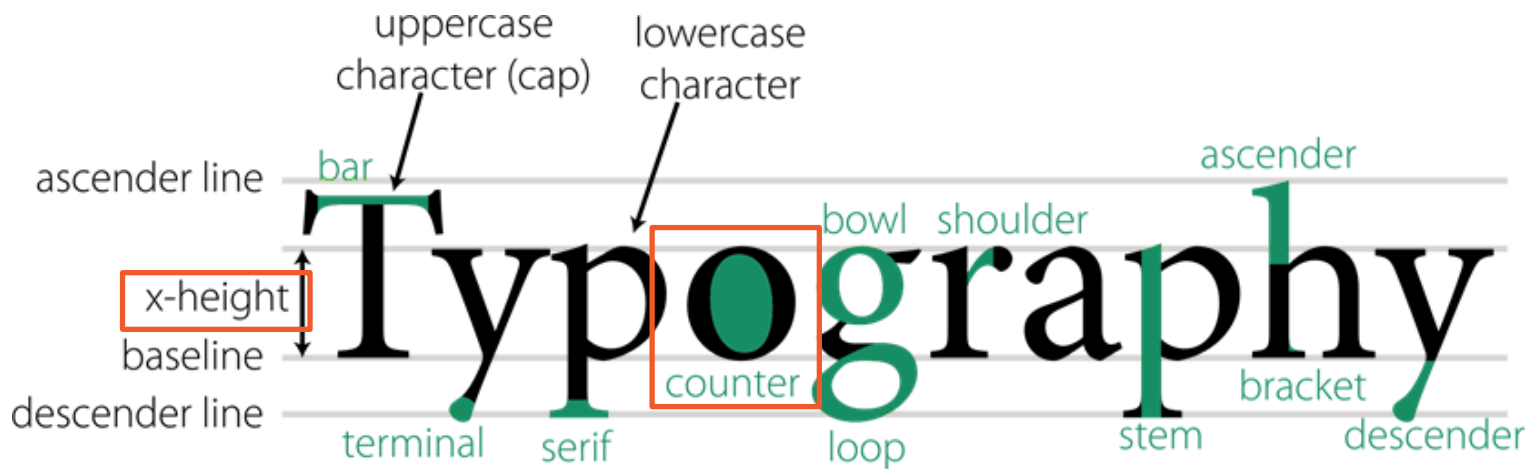 uppercase
character (cap)
lowercase
character
ascender line
bar
ascender
bowl
shoulder
Typography
x-height
baseline
counter
bracket
descender line
terminal
serif
loop
stem
descender